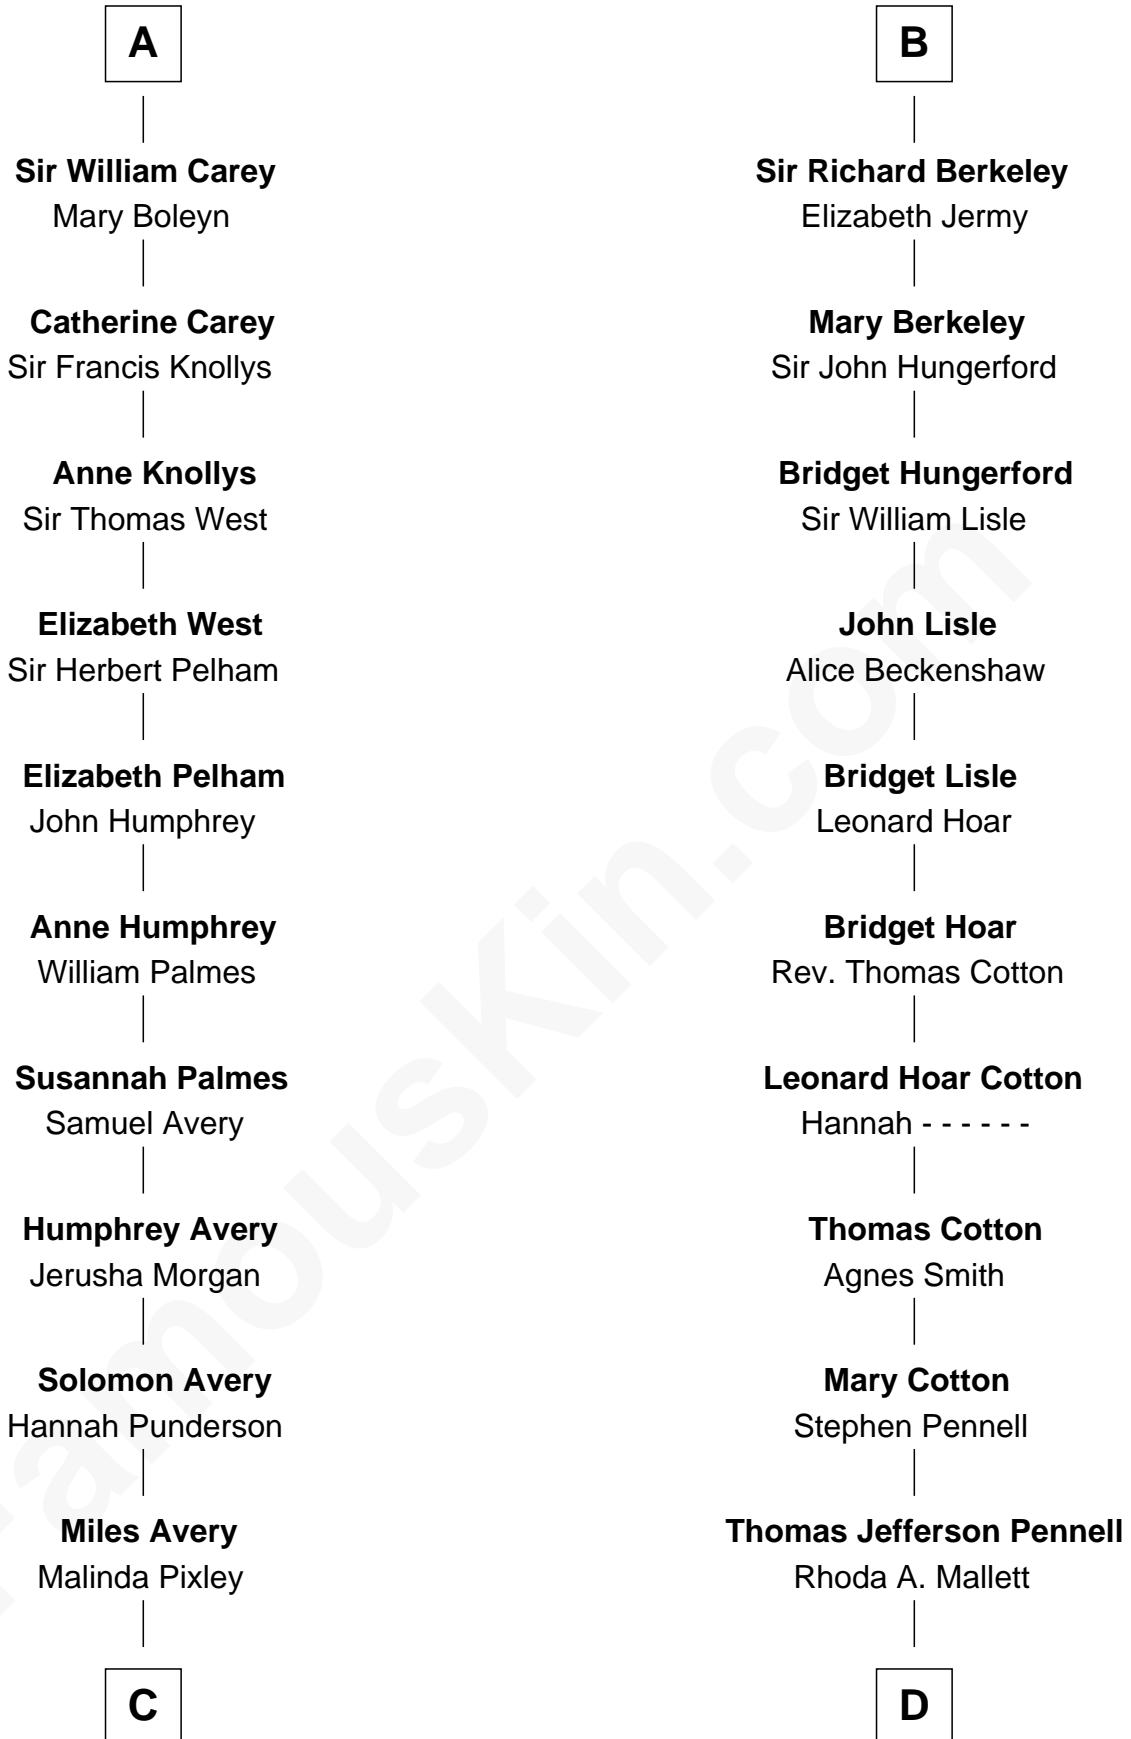 A
Sir William Carey
Mary Boleyn
Catherine Carey
Sir Francis Knollys
Anne Knollys
Sir Thomas West
Elizabeth West
Sir Herbert Pelham
Elizabeth Pelham
John Humphrey
Anne Humphrey
William Palmes
Susannah Palmes
Samuel Avery
Humphrey Avery
Jerusha Morgan
Solomon Avery
Hannah Punderson
Miles Avery
Malinda Pixley
C
B
Sir Richard Berkeley
Elizabeth Jermy
Mary Berkeley
Sir John Hungerford
Bridget Hungerford
Sir William Lisle
John Lisle
Alice Beckenshaw
Bridget Lisle
Leonard Hoar
Bridget Hoar
Rev. Thomas Cotton
Leonard Hoar Cotton
Hannah - - - - - -
Thomas Cotton
Agnes Smith
Mary Cotton
Stephen Pennell
Thomas Jefferson Pennell
Rhoda A. Mallett
D
FamousKin.com